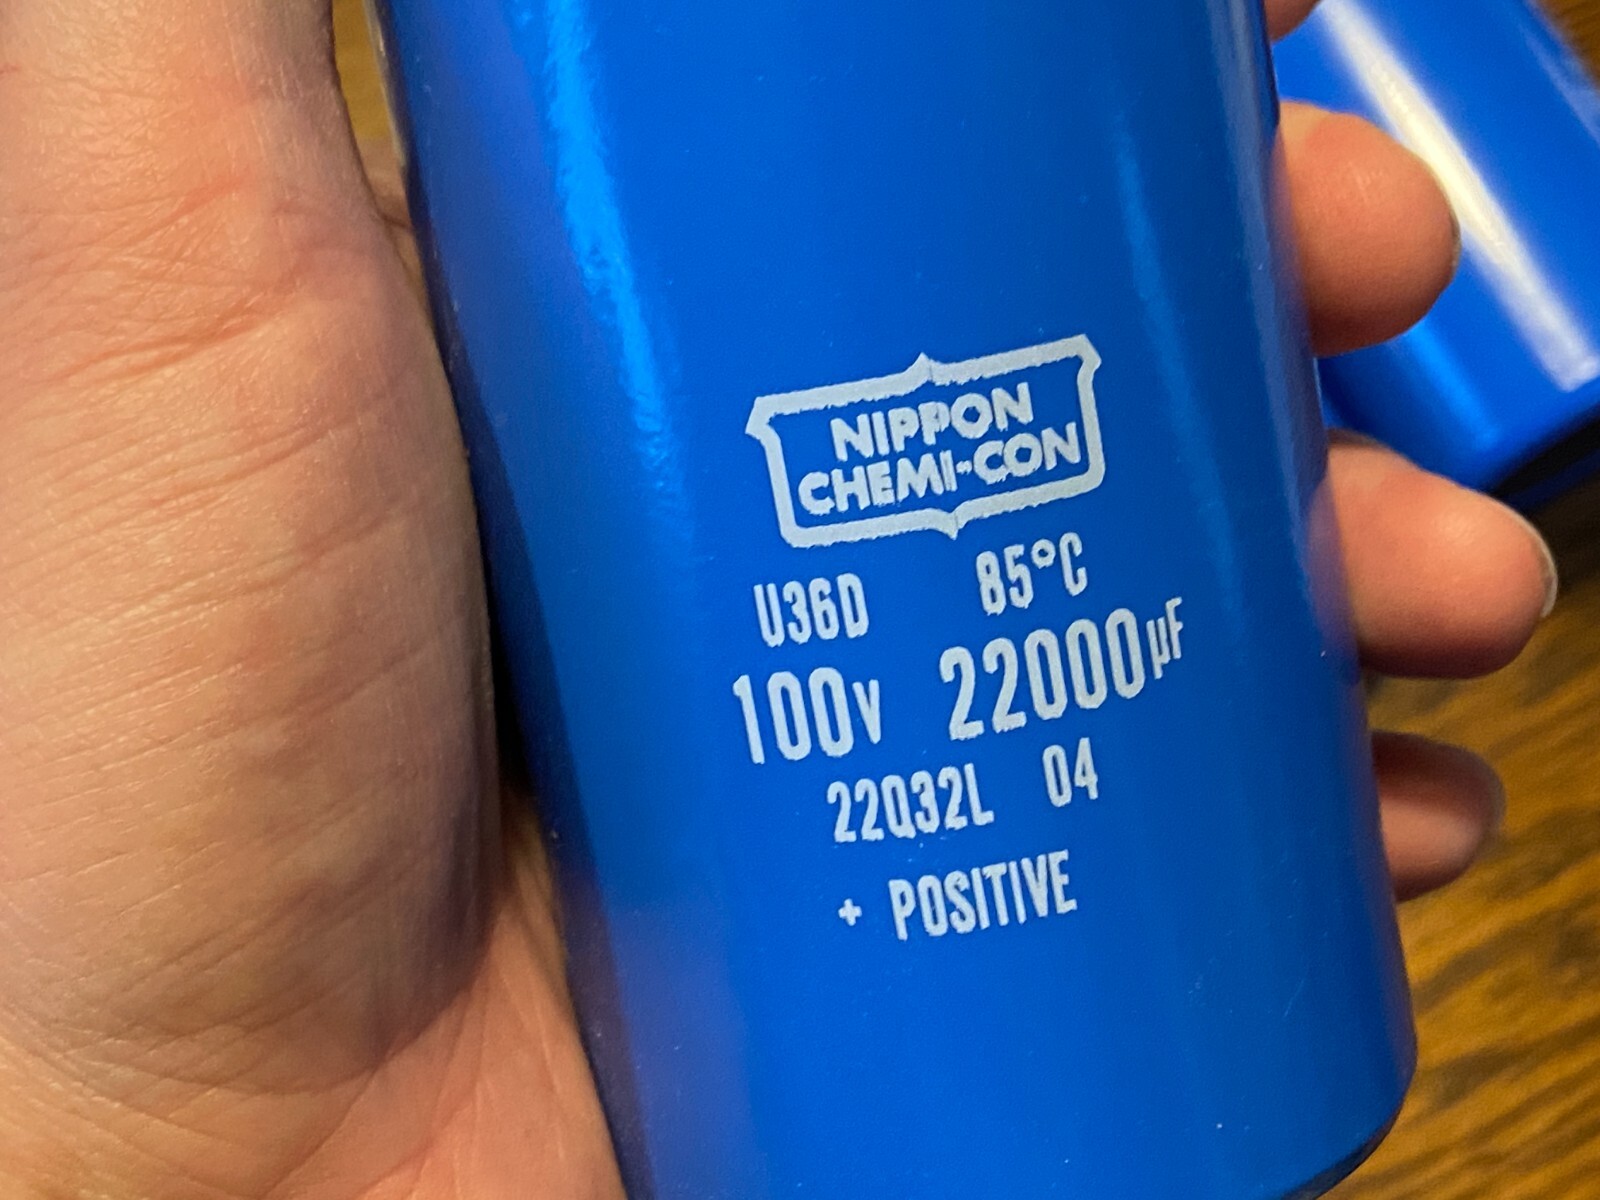 NIPPON
CHEMI-CON
U36D 85°C
100V 22000µF
22Q32L 04
+ POSITIVE